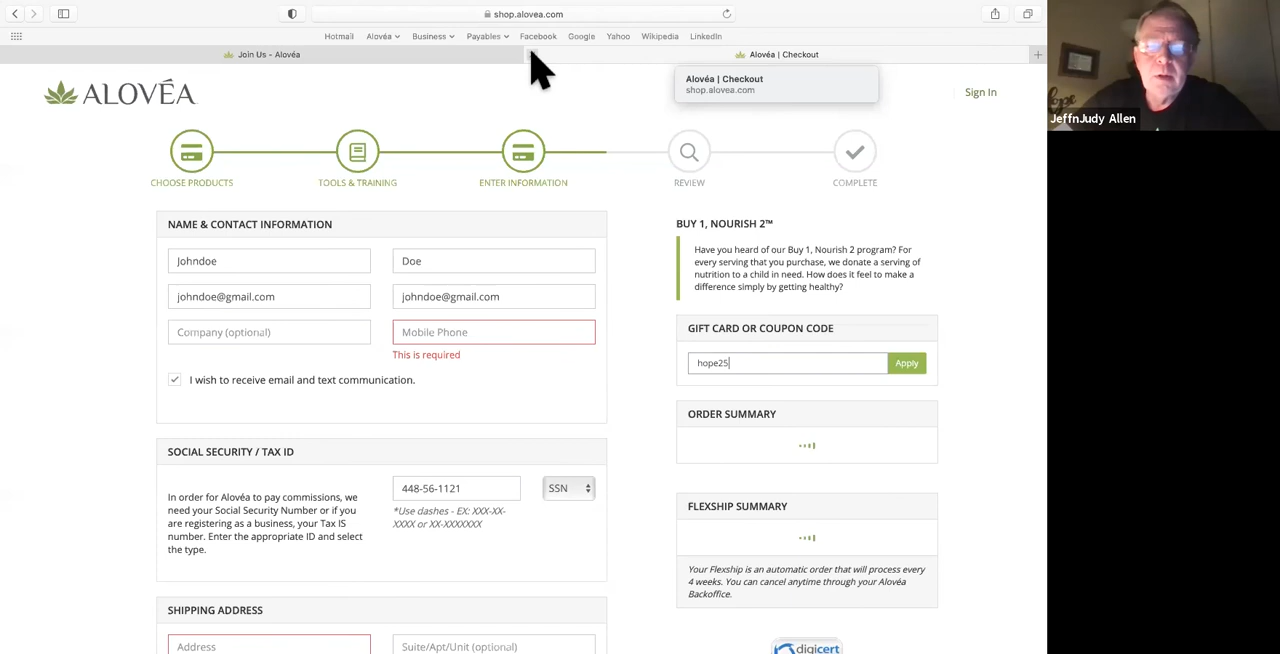 shop.alovea.com
Hotmail Alovéa Business Payables Facebook Google Yahoo Wikipedia LinkedIn
Join Us - Alovéa
Alovéa | Checkout
Alovéa | Checkout
shop.alovea.com
ALOVÉA
Sign In
JeffnJudy Allen
CHOOSE PRODUCTS
TOOLS & TRAINING
ENTER INFORMATION
REVIEW
COMPLETE
NAME & CONTACT INFORMATION
Johndoe
Doe
johndoe@gmail.com
johndoe@gmail.com
Company (optional)
Mobile Phone
This is required
I wish to receive email and text communication.
SOCIAL SECURITY / TAX ID
In order for Alovéa to pay commissions, we
need your Social Security Number or if you
are registering as a business, your Tax IS
number. Enter the appropriate ID and select
the type.
448-56-1121
SSN
*Use dashes - EX: XXX-XX-
XXXX or XX-XXXXXXX
SHIPPING ADDRESS
Address
Suite/Apt/Unit (optional)
BUY 1, NOURISH 2™
Have you heard of our Buy 1, Nourish 2 program? For
every serving that you purchase, we donate a serving of
nutrition to a child in need. How does it feel to make a
difference simply by getting healthy?
GIFT CARD OR COUPON CODE
hope25
Apply
ORDER SUMMARY
FLEXSHIP SUMMARY
Your Flexship is an automatic order that will process every
4 weeks. You can cancel anytime through your Alovéa
Backoffice.
digicert